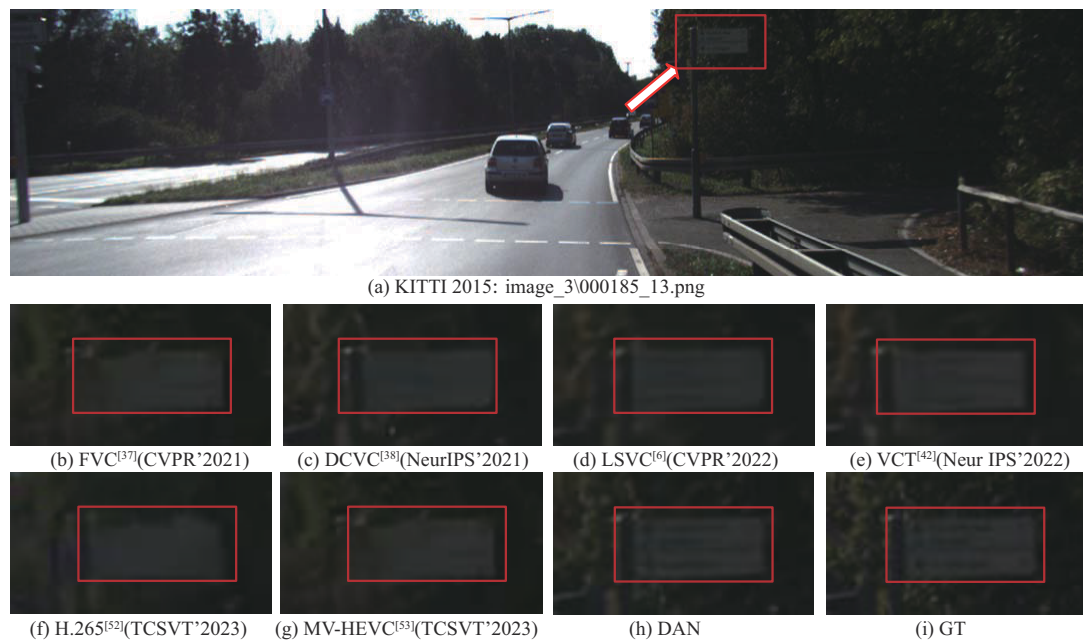 (a) KITTI 2015: image_3\000185_13.png
(b) FVC[37](CVPR'2021)
(c) DCVC[38](NeurIPS'2021)
(d) LSVC[6](CVPR'2022)
(e) VCT[42](Neur IPS'2022)
(f) H.265[52](TCSVT'2023)
(g) MV-HEVC[53](TCSVT'2023)
(h) DAN
(i) GT